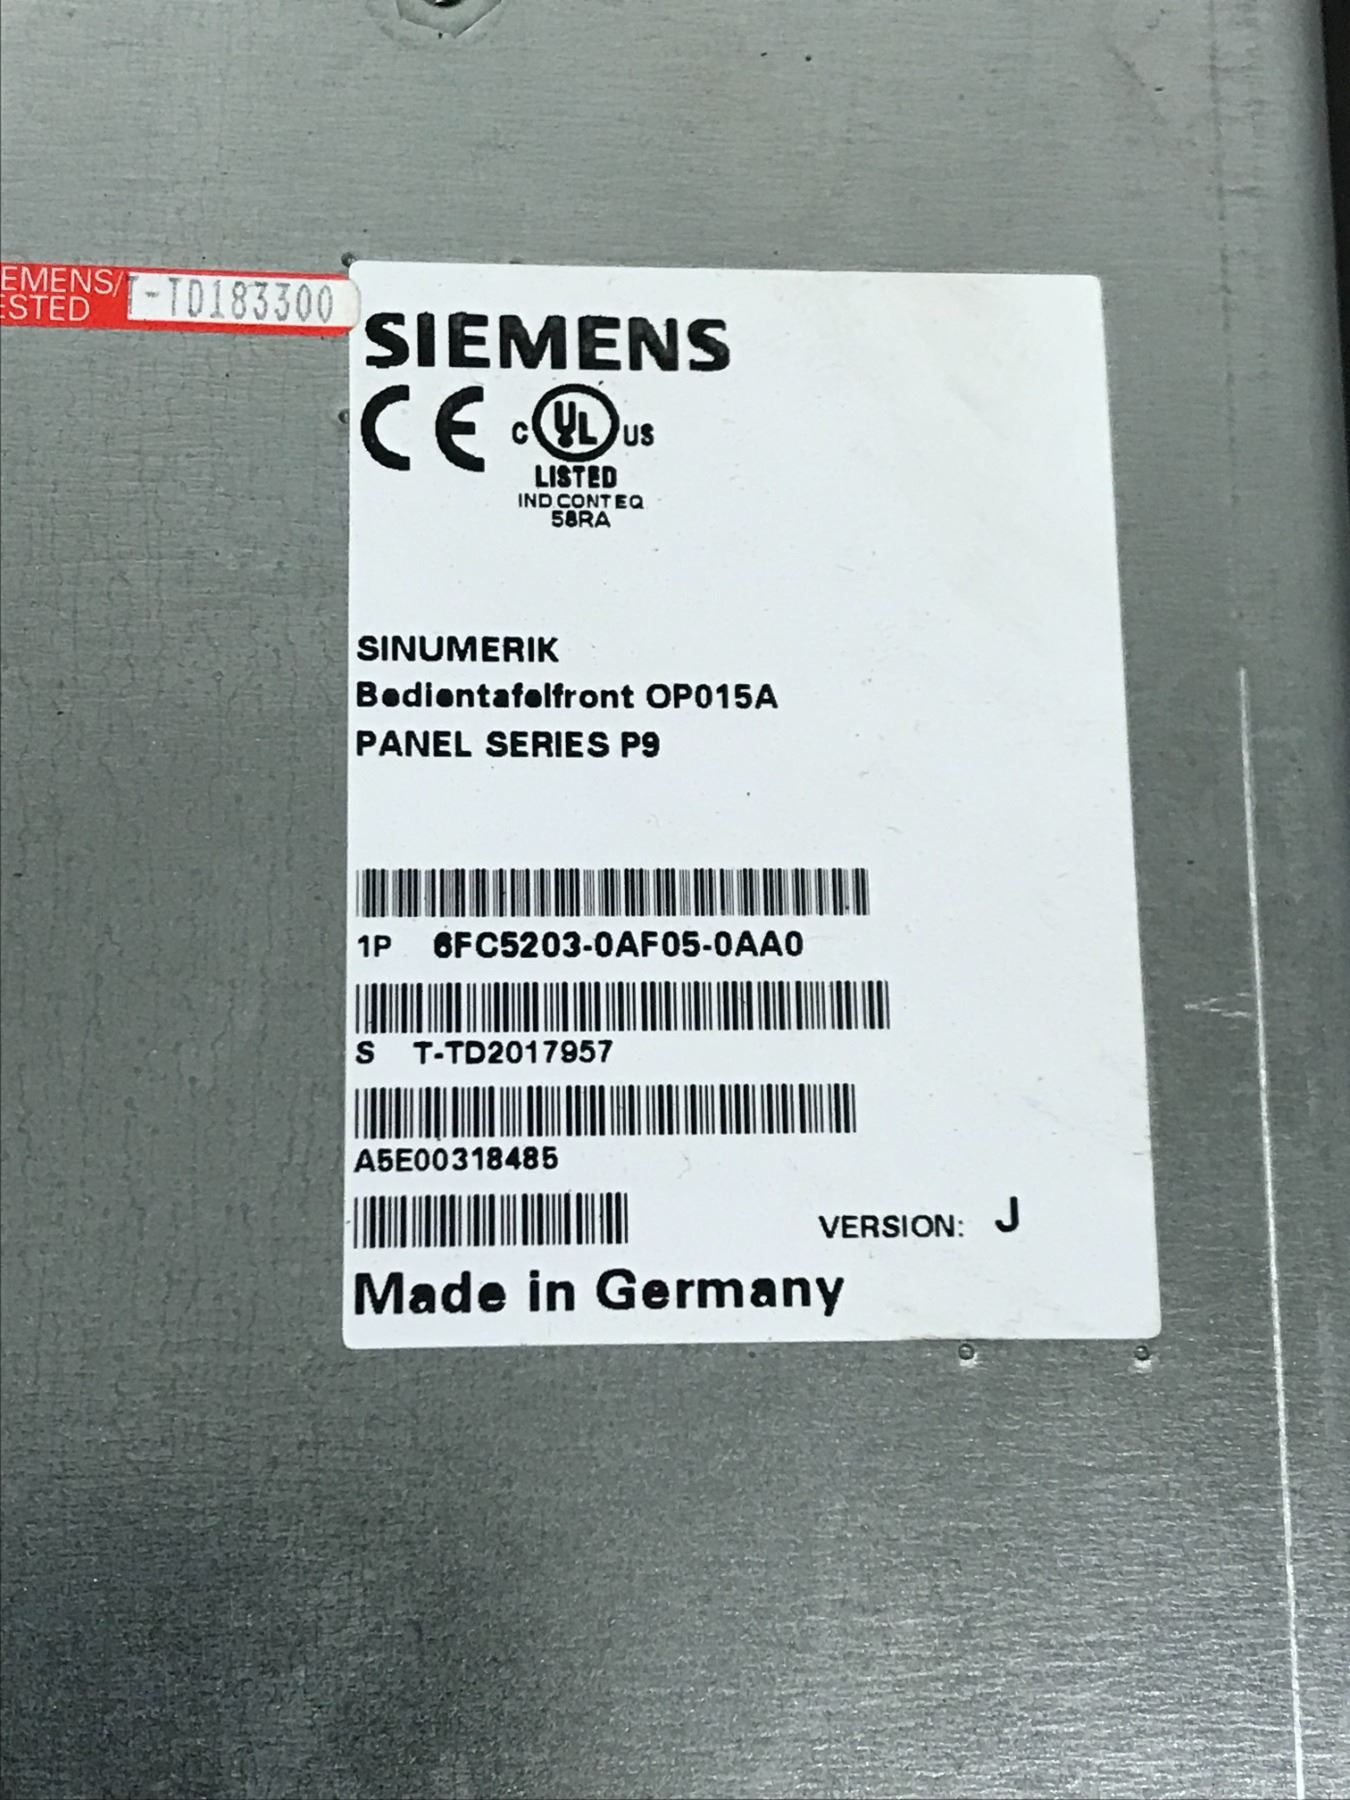 EMENS/
ESTED
T-TD183300
SIEMENS
CE
C UL US
LISTED
IND CONT EQ
58RA
SINUMERIK
Bedientafelfront OP015A
PANEL SERIES P9
1P 6FC5203-0AF05-0AA0
S T-TD2017957
A5E00318485
VERSION: J
Made in Germany